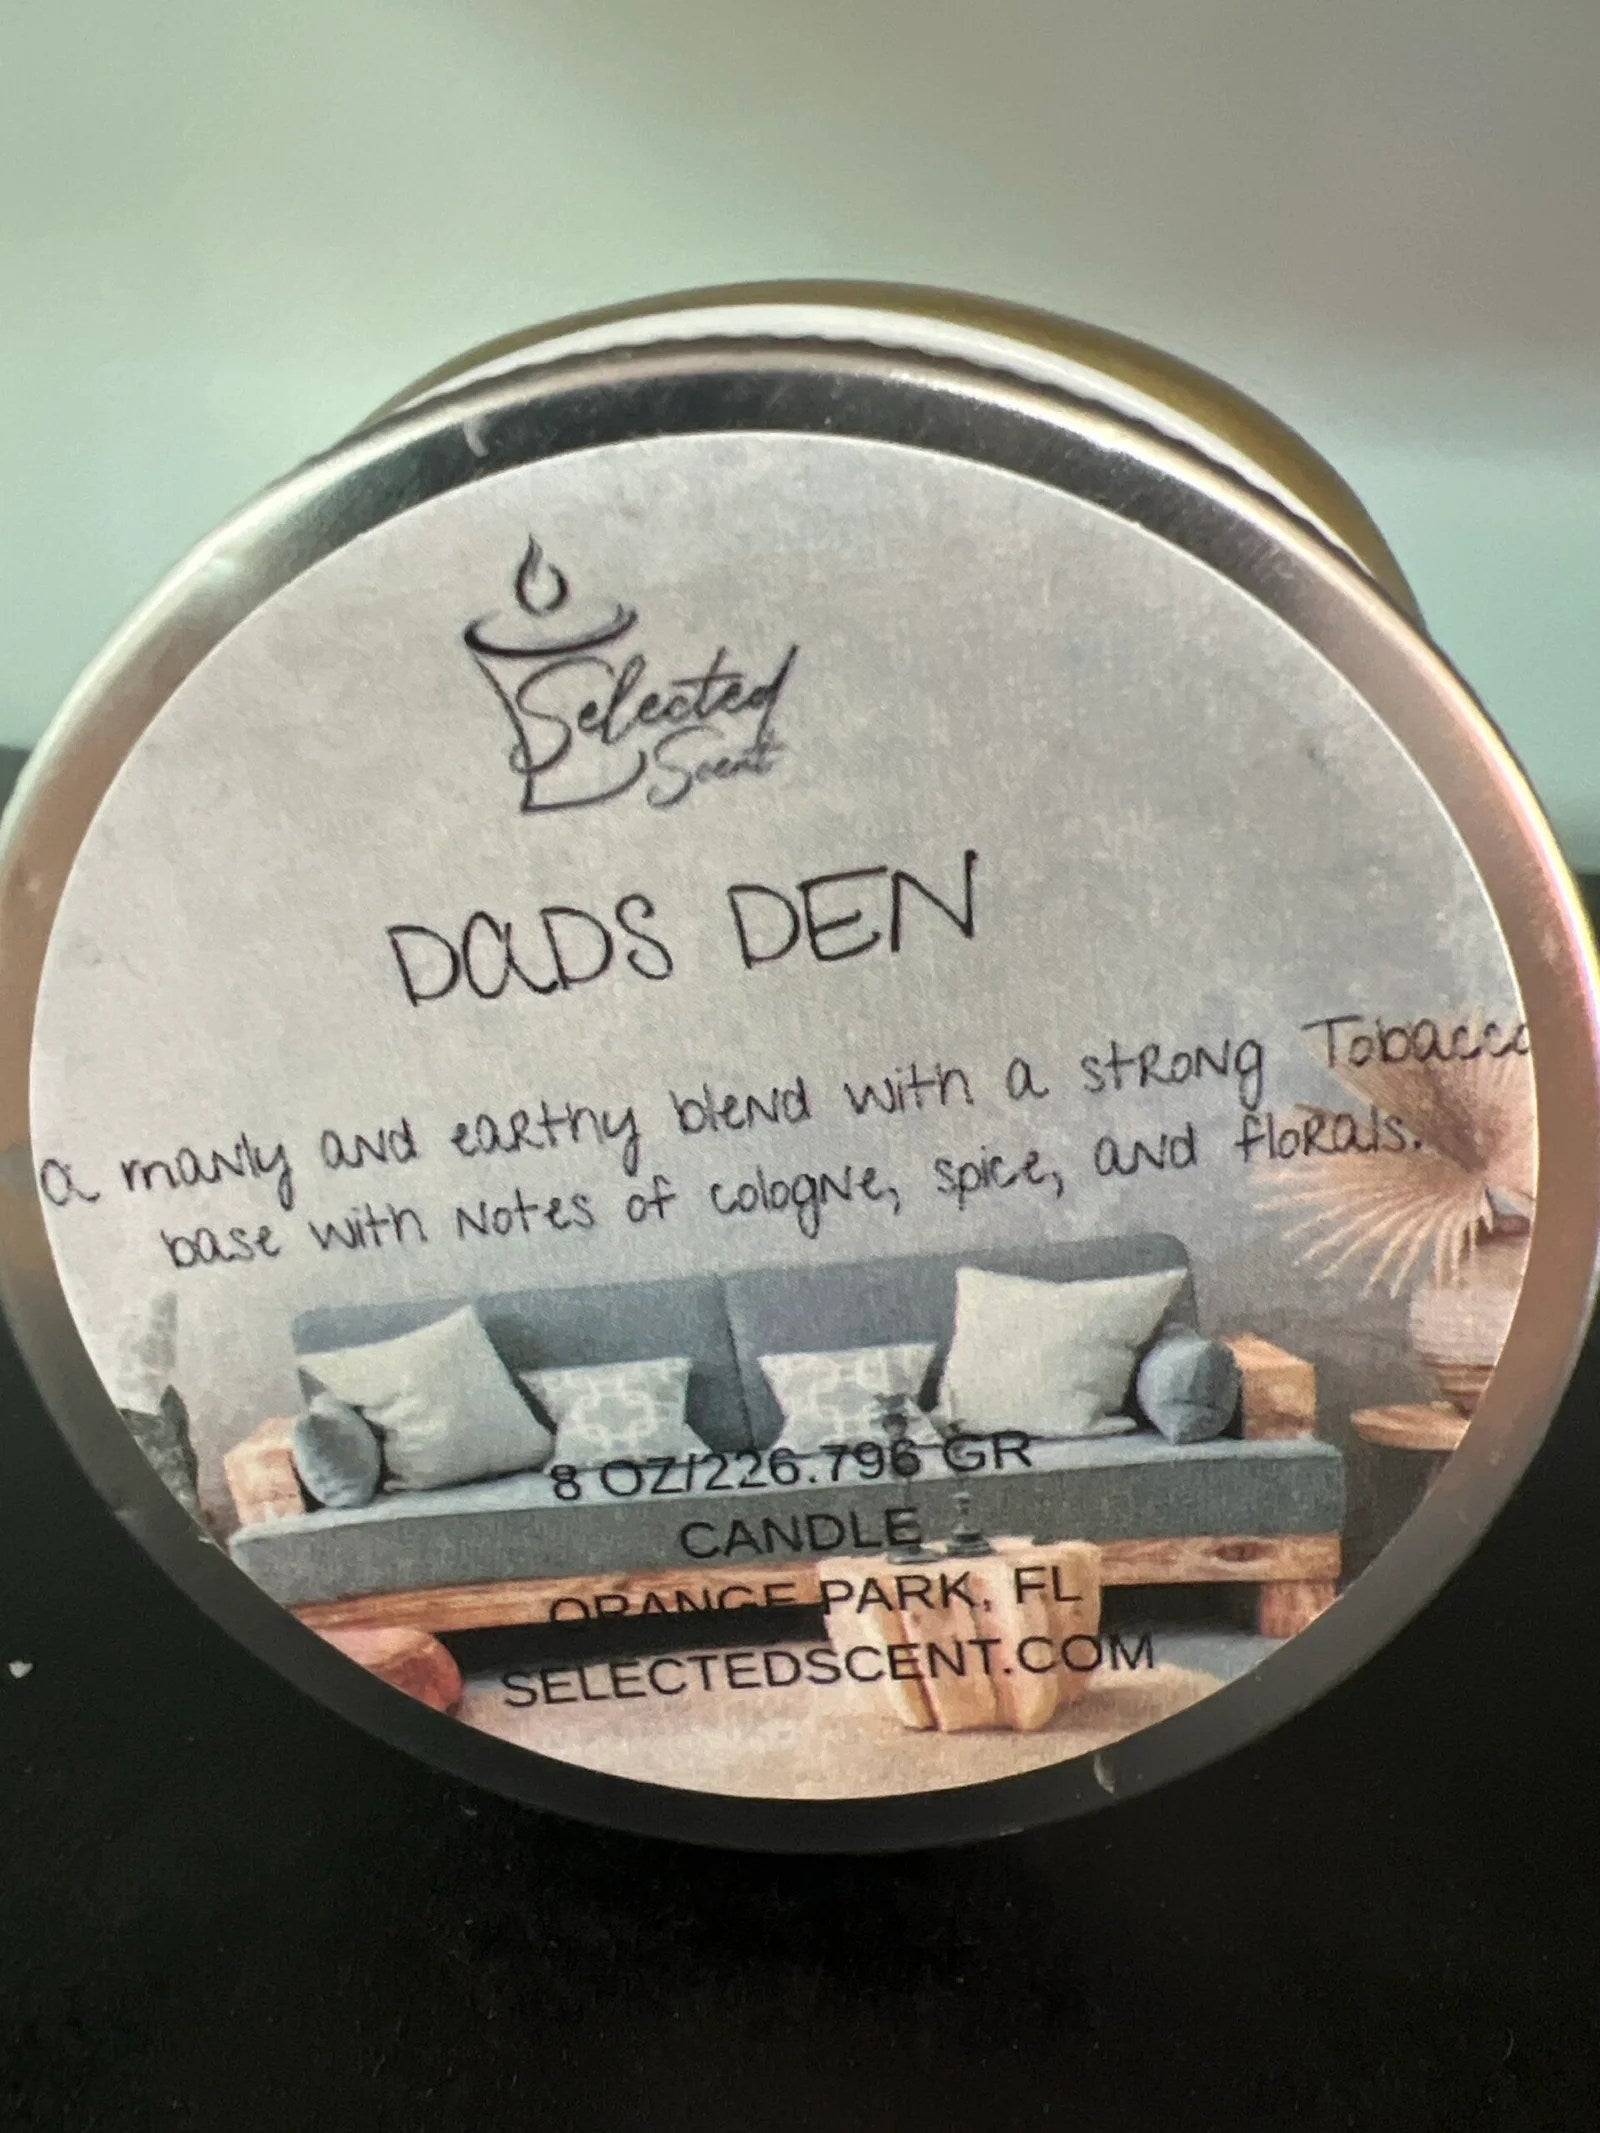 Selected
Scent
DADS DEN
a manly and earthy blend with a strong Tobacco
base with notes of cologne, spice, and florals.
8 OZ/226.796 GR
CANDLE
ORANGE PARK, FL
SELECTEDSCENT.COM